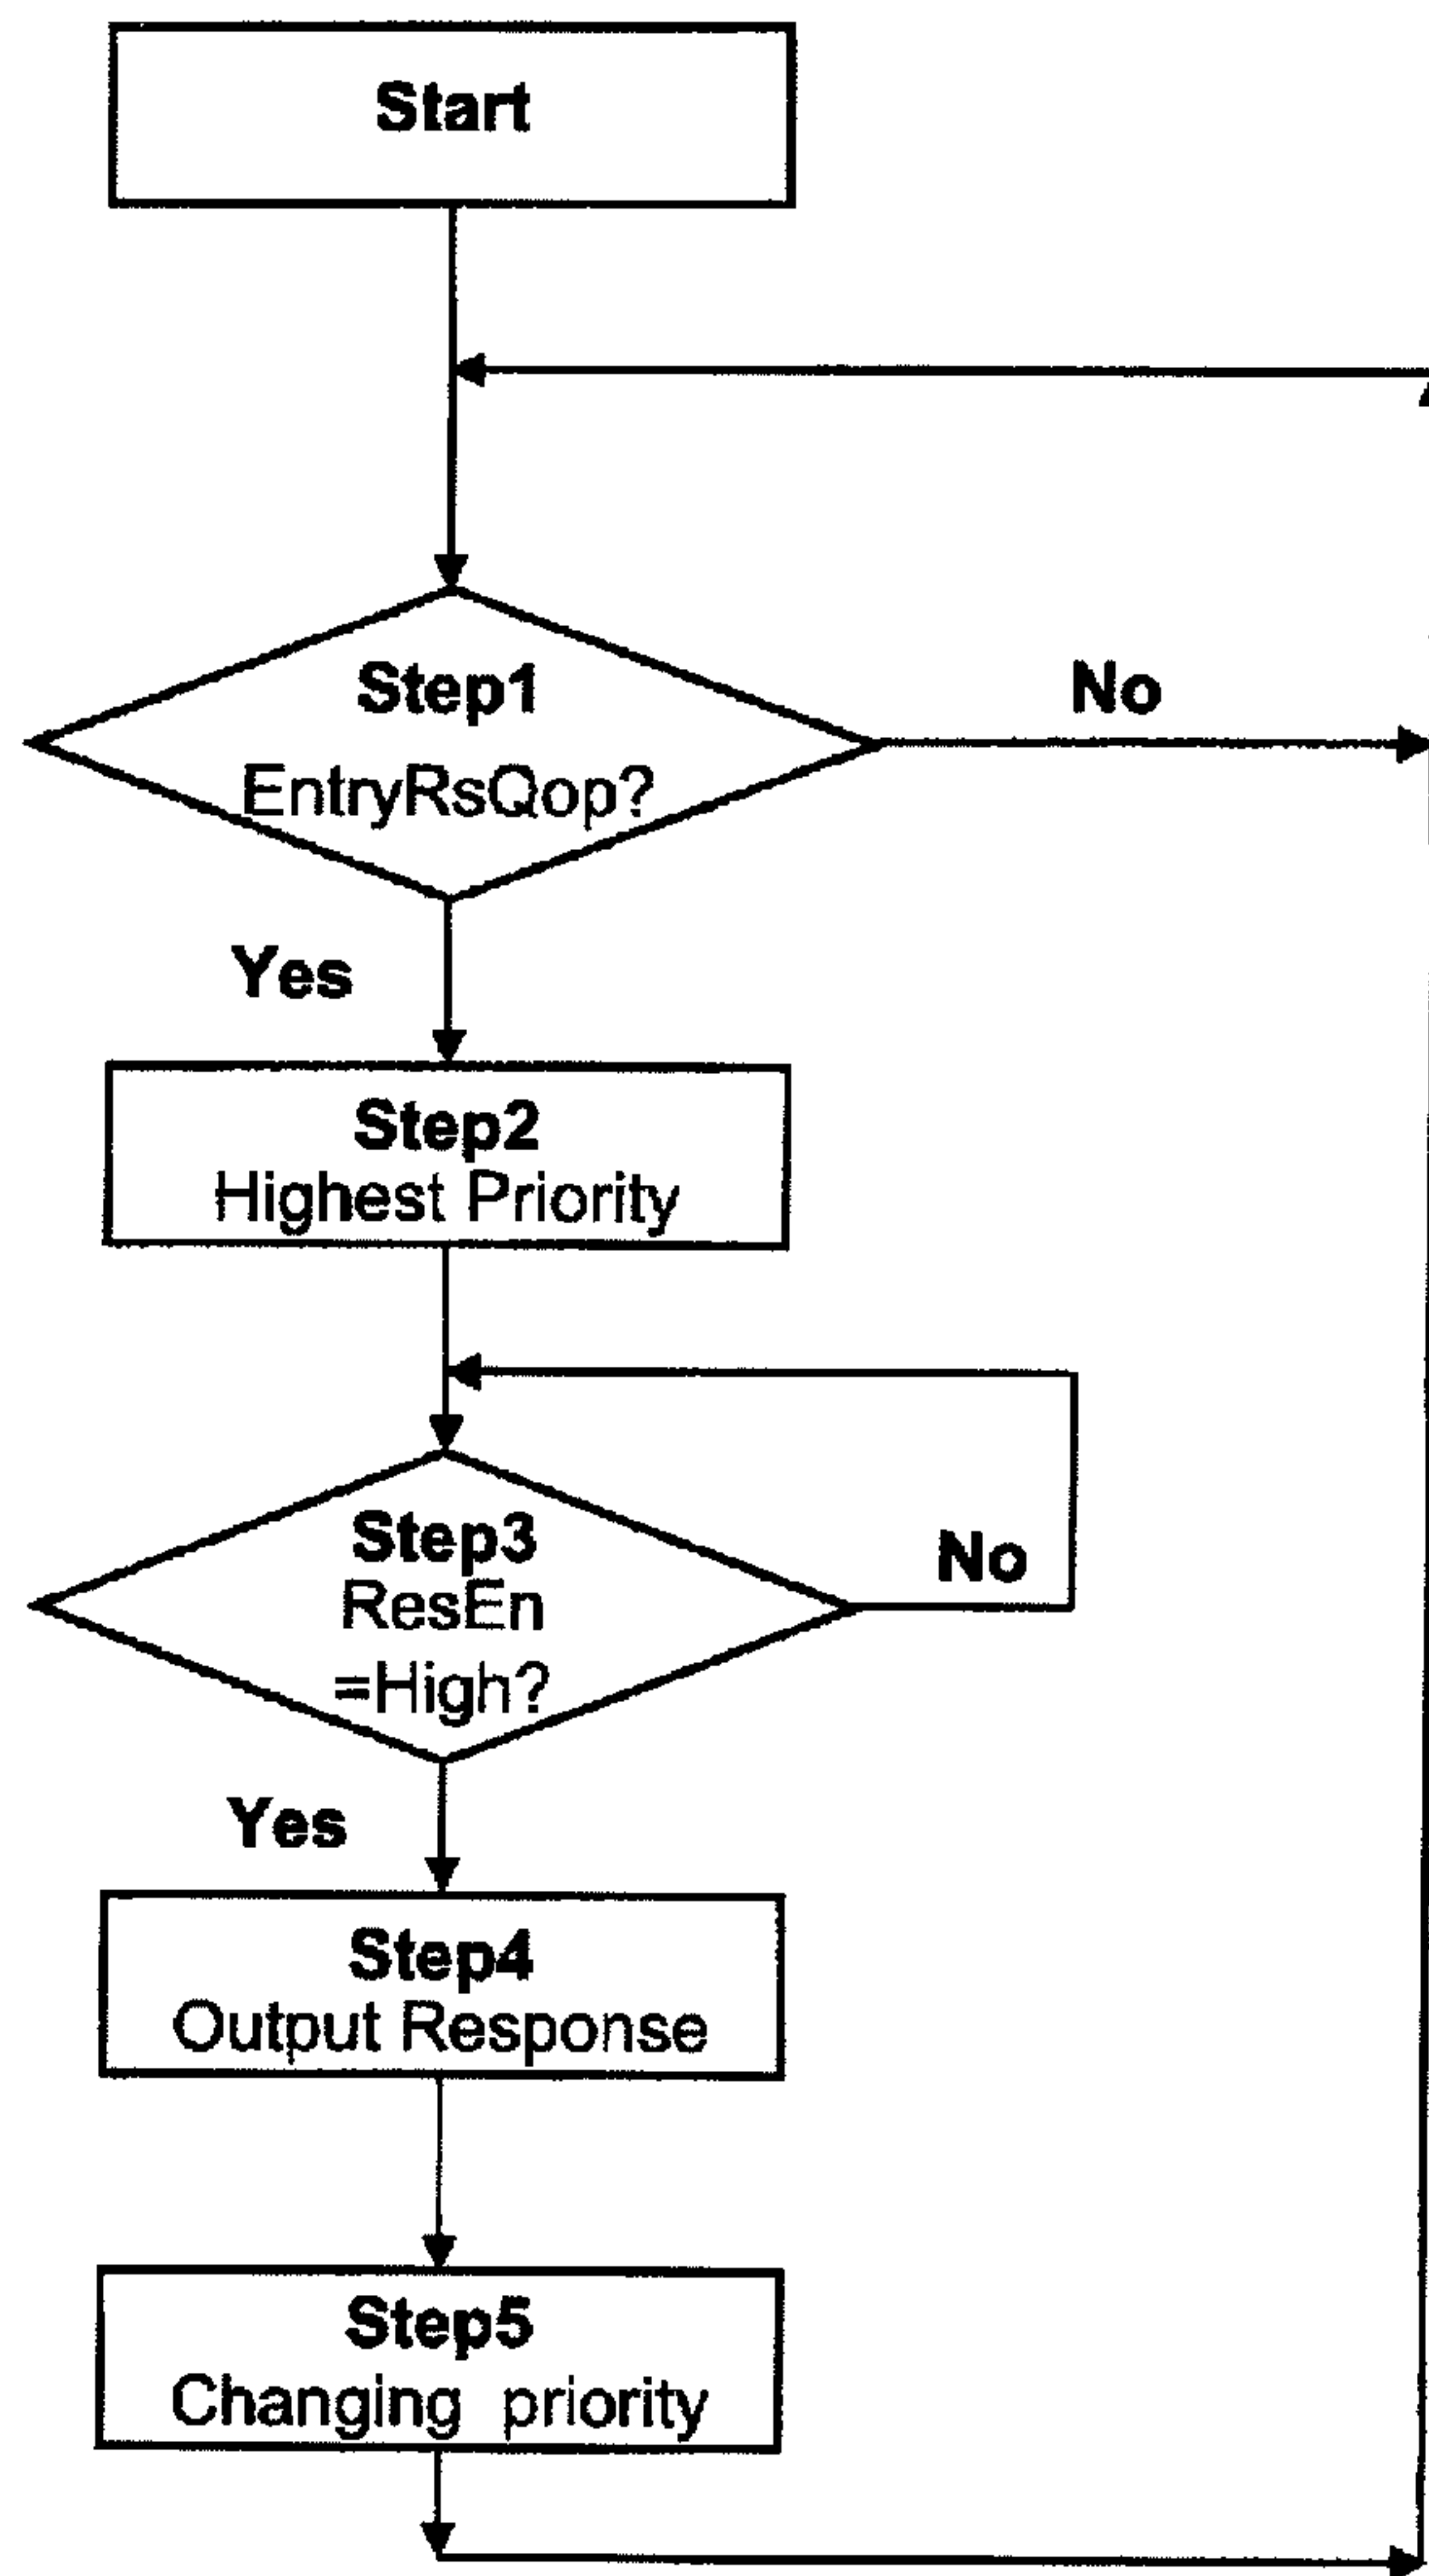 Start
Step1
No
EntryRsQop?
Yes
Step2
Highest Priority
Step3
No
ResEn
=High?
Yes
Step4
Output Response
Step5
Changing priority